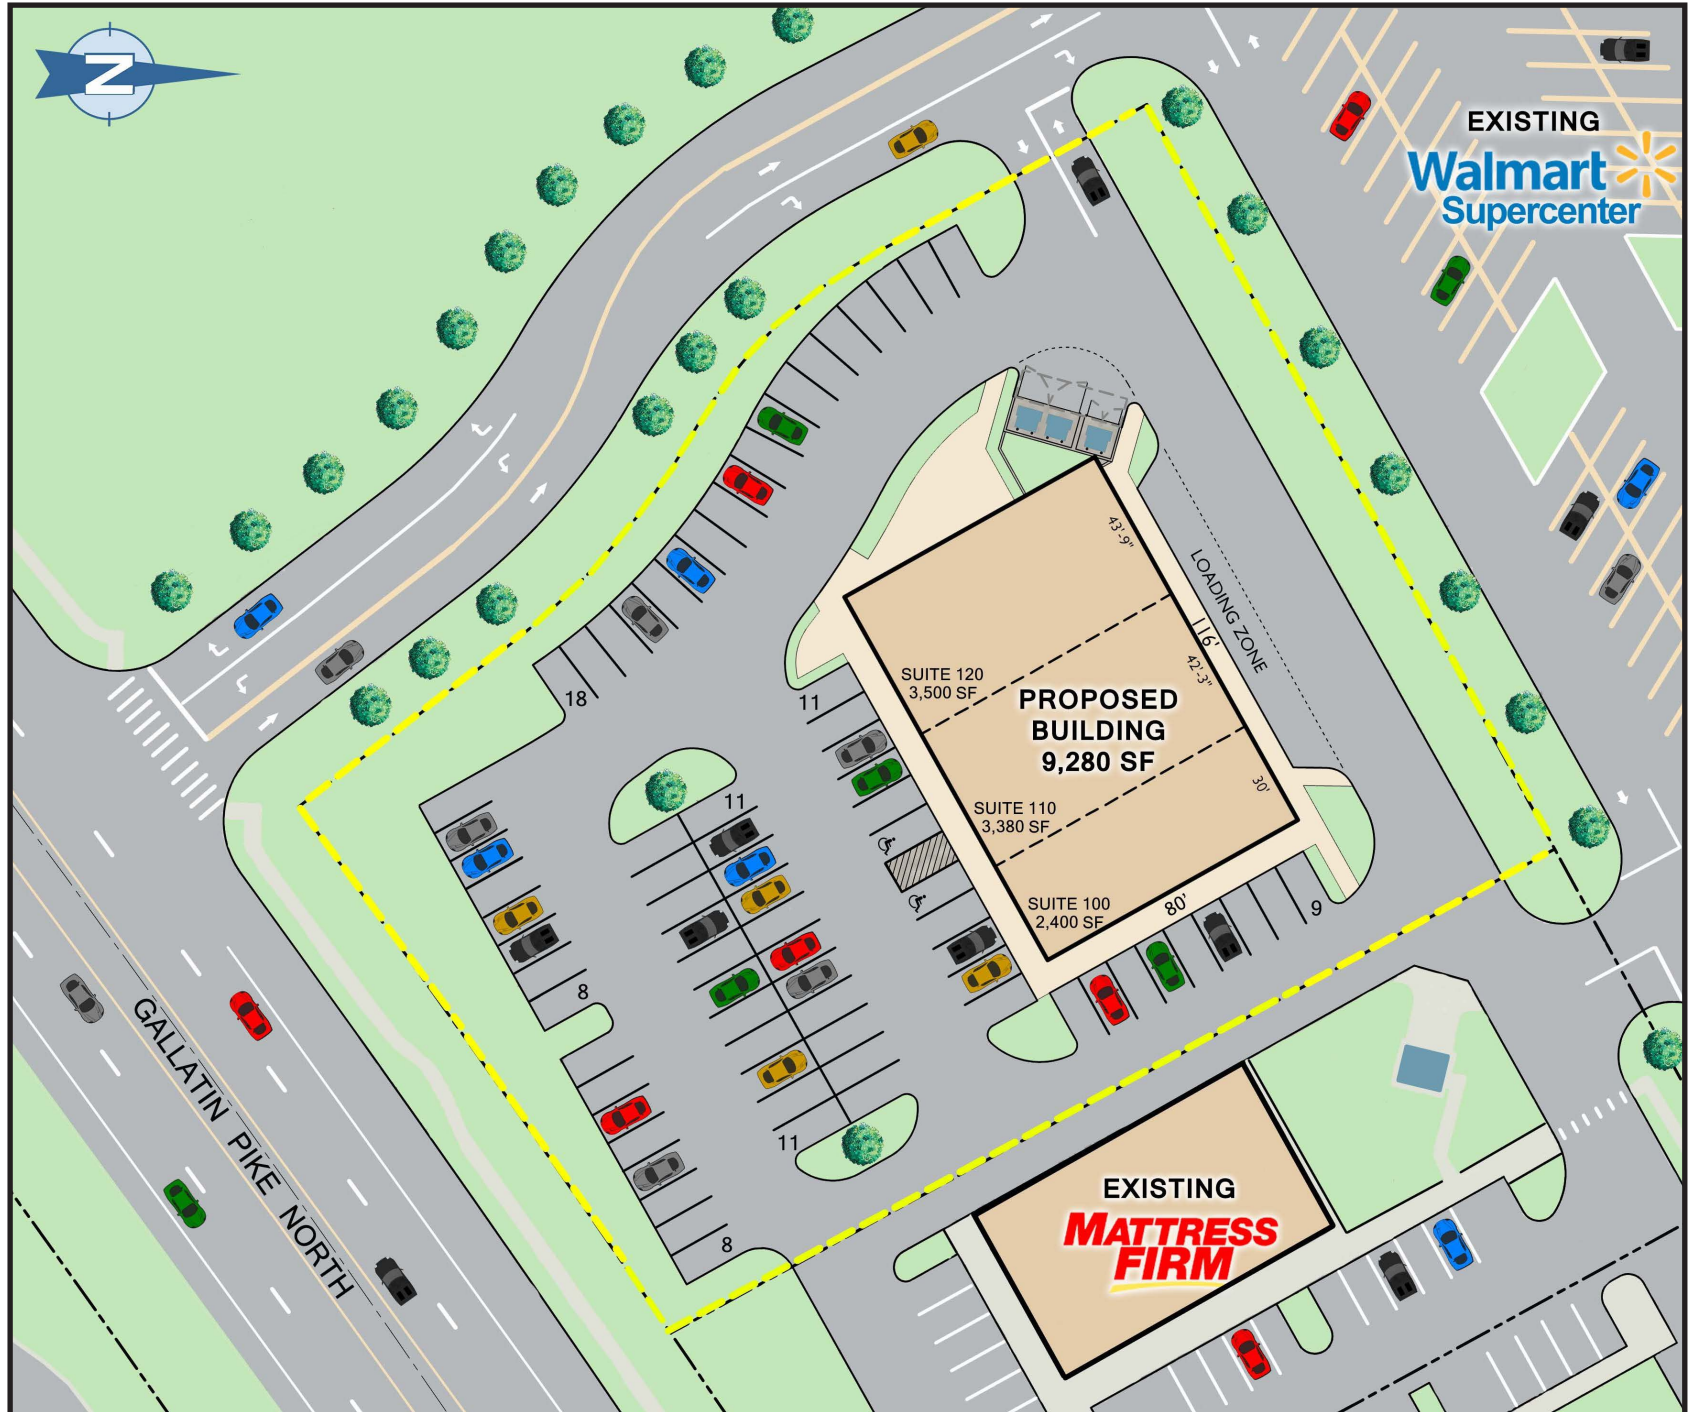 N
EXISTING
Walmart
Supercenter
43'-9"
LOADING ZONE
116'
42'-3"
SUITE 120
3,500 SF
PROPOSED
BUILDING
9,280 SF
18
11
30'
11
SUITE 110
3,380 SF
SUITE 100
2,400 SF
80'
9
8
GALLATIN PIKE NORTH
11
8
EXISTING
MATTRESS
FIRM